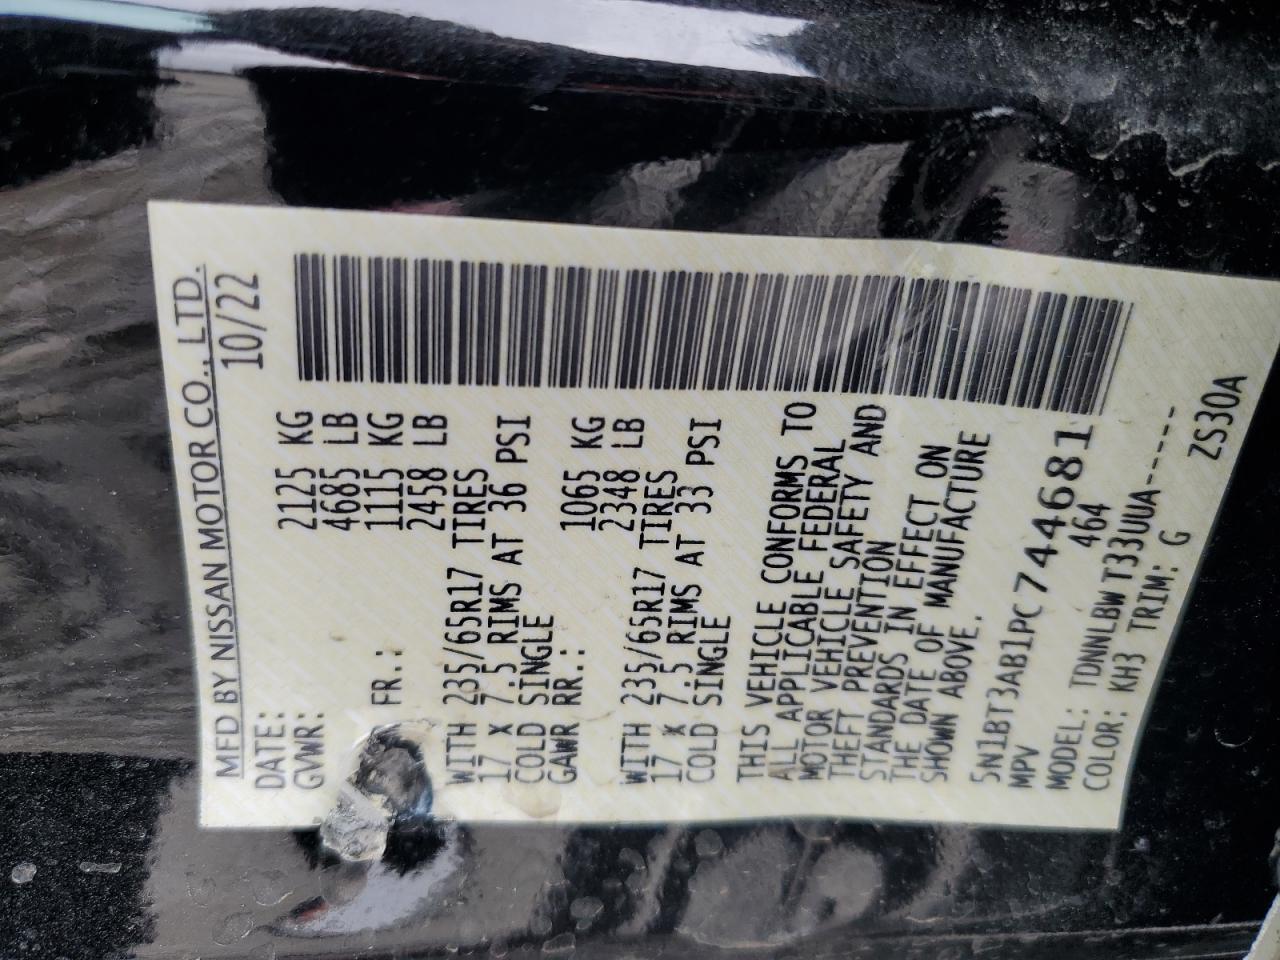 MFD BY NISSAN MOTOR CO., LTD.
DATE: 10/22
GVWR: 2125 KG
4685 LB
FR.: 1115 KG
2458 LB
WITH 235/65R17 TIRES
17 X 7.5 RIMS AT 36 PSI
COLD SINGLE
GAWR RR.: 1065 KG
2348 LB
WITH 235/65R17 TIRES
17 X 7.5 RIMS AT 33 PSI
COLD SINGLE
THIS VEHICLE CONFORMS TO
ALL APPLICABLE FEDERAL
MOTOR VEHICLE SAFETY AND
THEFT PREVENTION
STANDARDS IN EFFECT ON
THE DATE OF MANUFACTURE
SHOWN ABOVE.
5N1BT3AB1PC744681
MPV 464
MODEL: TDNNLBWT33UUA-----
COLOR: KH3 TRIM: G ZS30A